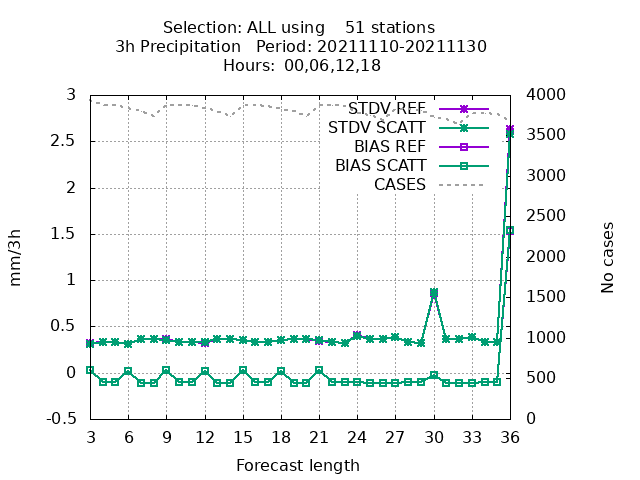 Selection: ALL using    51 stations
3h Precipitation   Period: 20211110-20211130
Hours:  00,06,12,18
STDV REF
STDV SCATT
BIAS REF
BIAS SCATT
CASES
3
2.5
2
1.5
1
0.5
0
-0.5
4000
3500
3000
2500
2000
1500
1000
500
0
mm/3h
No cases
3 6 9 12 15 18 21 24 27 30 33 36
Forecast length